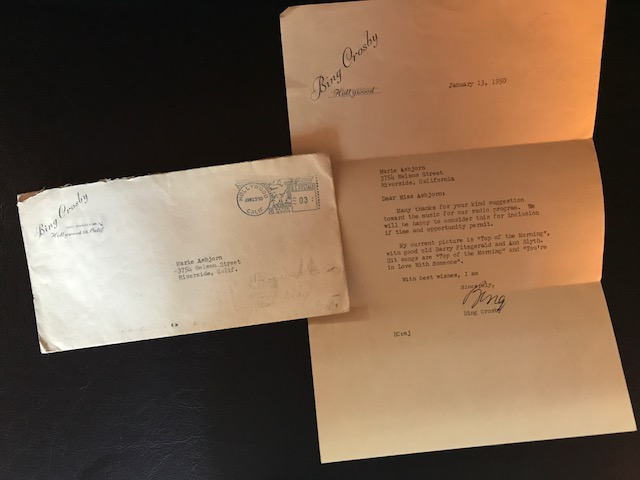 Bing Crosby
Hollywood
January 13, 1950
Marie Ashjorn
3754 Nelson Street
Riverside, California
Dear Miss Ashjorn:
Many thanks for your kind suggestion
toward the music for our radio program. We
will be happy to consider this for inclusion
if time and opportunity permit.
My current picture is "Top of the Morning",
with good old Barry Fitzgerald and Ann Blyth.
Hit songs are "Top of the Morning" and "You're
in Love With Someone".
With best wishes, I am
Sincerely,
Bing
Bing Crosby
BC:mj
Bing Crosby
Hollywood Calif
HOLLYWOOD
CALIF.
03
Marie Ashjorn
3754 Nelson Street
Riverside, Calif.